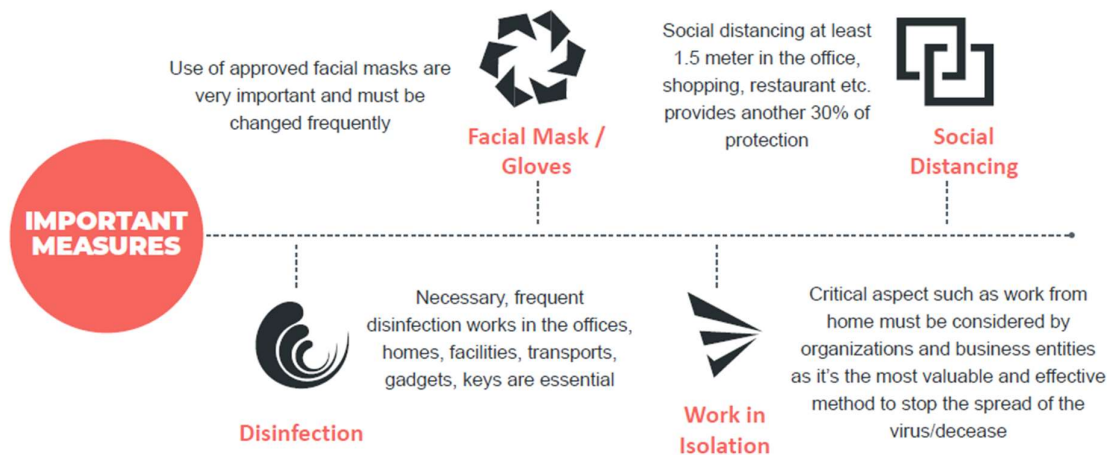 IMPORTANT
MEASURES
Use of approved facial masks are
very important and must be
changed frequently
Facial Mask /
Gloves
Social distancing at least
1.5 meter in the office,
shopping, restaurant etc.
provides another 30% of
protection
Social
Distancing
Disinfection
Necessary, frequent
disinfection works in the offices,
homes, facilities, transports,
gadgets, keys are essential
Work in
Isolation
Critical aspect such as work from
home must be considered by
organizations and business entities
as it's the most valuable and effective
method to stop the spread of the
virus/decease